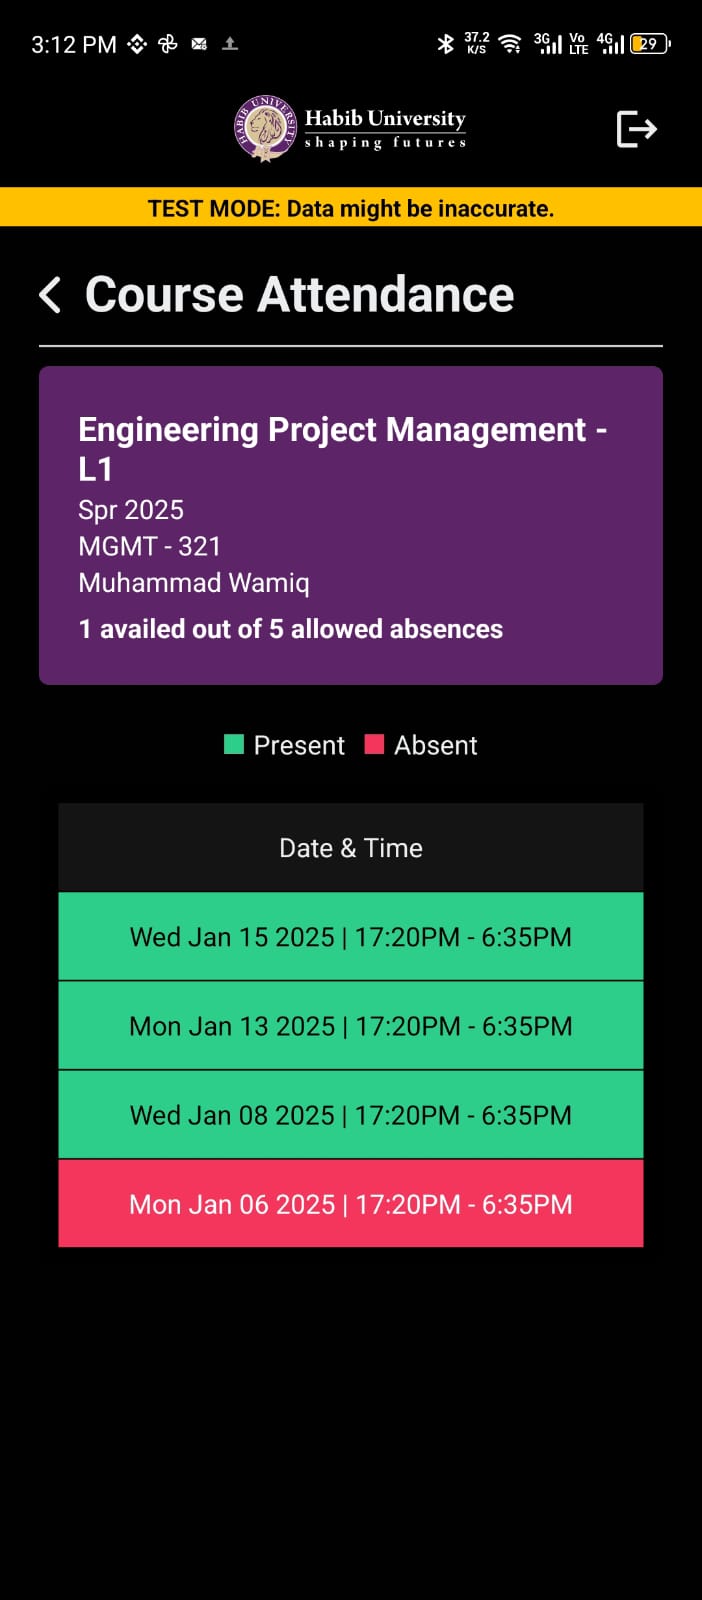 3:12 PM
37.2
K/S
3G
Vo
LTE
4G
29
HABIB UNIVERSITY
Habib University
shaping futures
TEST MODE: Data might be inaccurate.
Course Attendance
Engineering Project Management -
L1
Spr 2025
MGMT - 321
Muhammad Wamiq
1 availed out of 5 allowed absences
Present
Absent
Date & Time
Wed Jan 15 2025 | 17:20PM - 6:35PM
Mon Jan 13 2025 | 17:20PM - 6:35PM
Wed Jan 08 2025 | 17:20PM - 6:35PM
Mon Jan 06 2025 | 17:20PM - 6:35PM